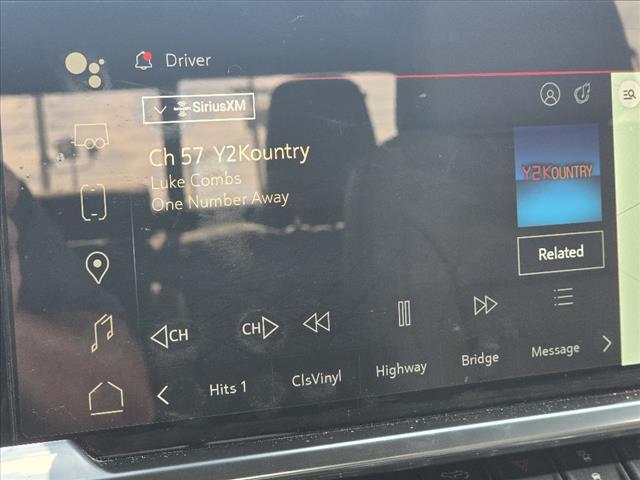 Driver
SiriusXM
Ch 57 Y2Kountry
Luke Combs
One Number Away
Y2KOUNTRY
Related
CH
CH
Hits 1
ClsVinyl
Highway
Bridge
Message